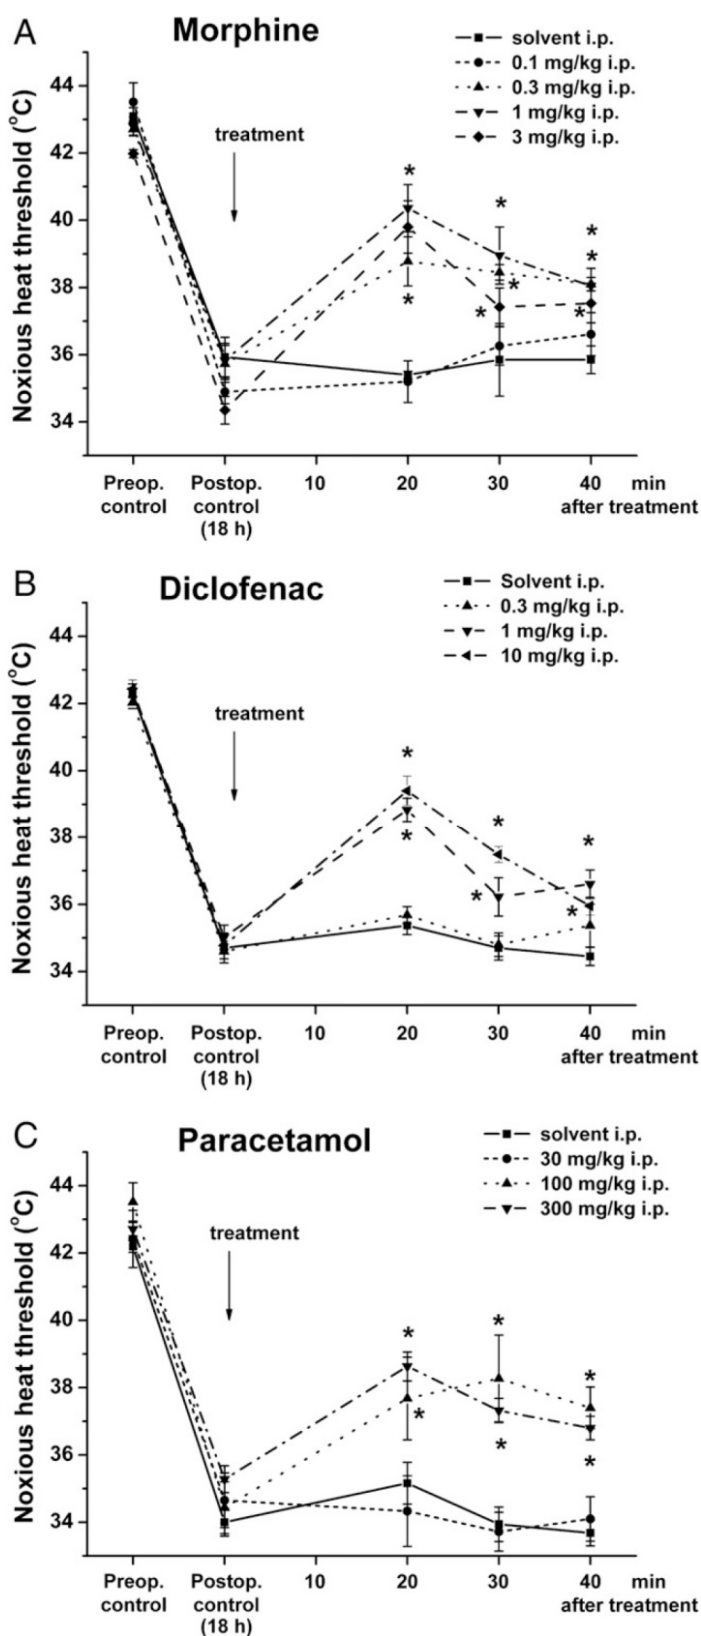 A
Morphine
solvent i.p.
0.1 mg/kg i.p.
0.3 mg/kg i.p.
1 mg/kg i.p.
3 mg/kg i.p.
treatment
Noxious heat threshold (°C)
44
42
40
38
36
34
* * * * * * * *
Preop. control
Postop. control (18 h)
10
20
30
40
min
after treatment
B
Diclofenac
Solvent i.p.
0.3 mg/kg i.p.
1 mg/kg i.p.
10 mg/kg i.p.
treatment
Noxious heat threshold (°C)
44
42
40
38
36
34
* * * * * *
Preop. control
Postop. control (18 h)
10
20
30
40
min
after treatment
C
Paracetamol
solvent i.p.
30 mg/kg i.p.
100 mg/kg i.p.
300 mg/kg i.p.
treatment
Noxious heat threshold (°C)
44
42
40
38
36
34
* * * * * *
Preop. control
Postop. control (18 h)
10
20
30
40
min
after treatment